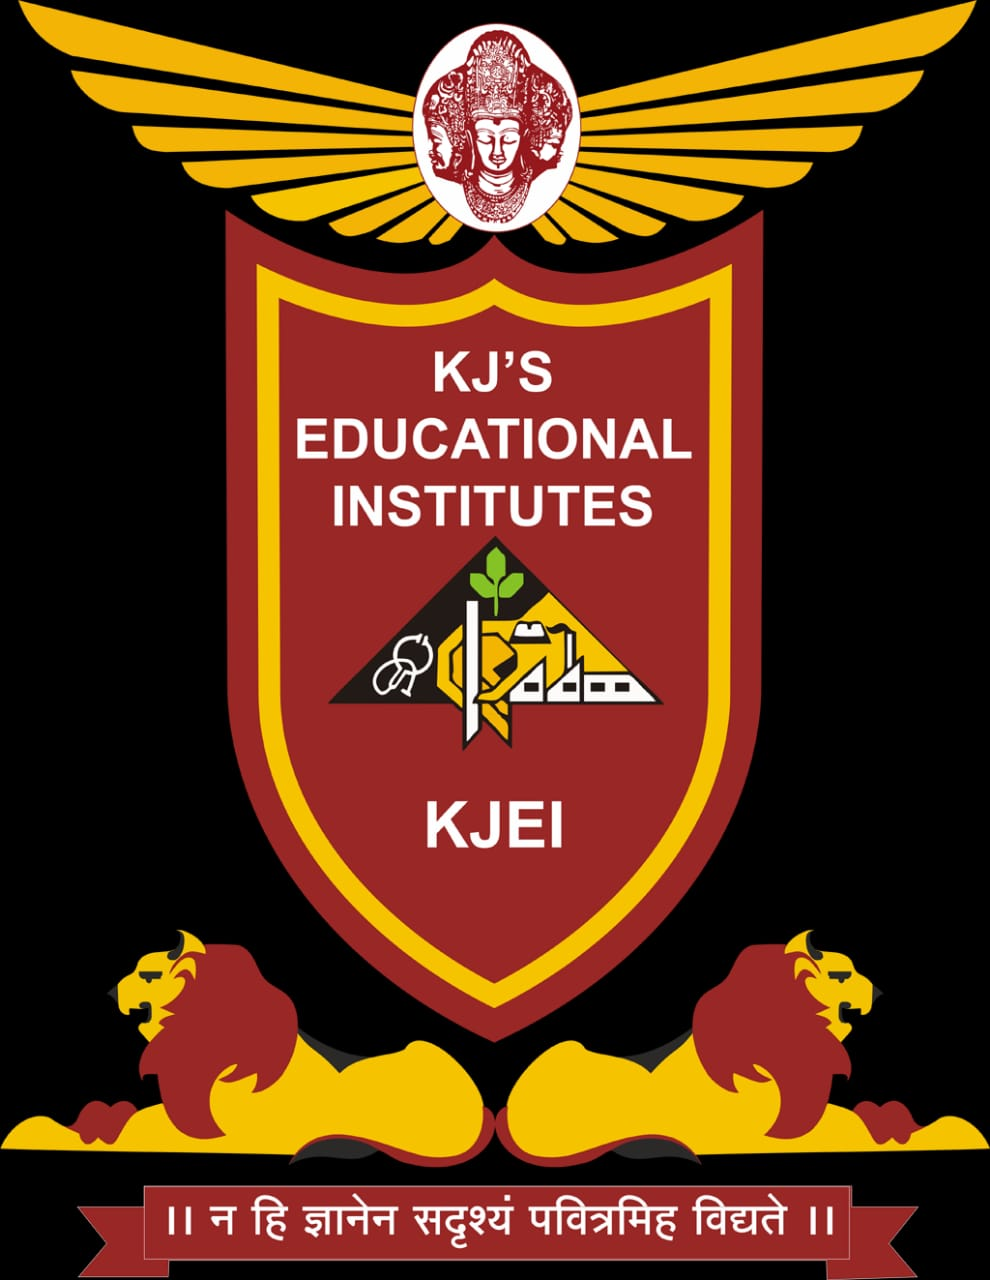 KJ’S
EDUCATIONAL
INSTITUTES
KJEI
।। न हि ज्ञानेन सदृश्यं पवित्रमिह विद्यते ।।